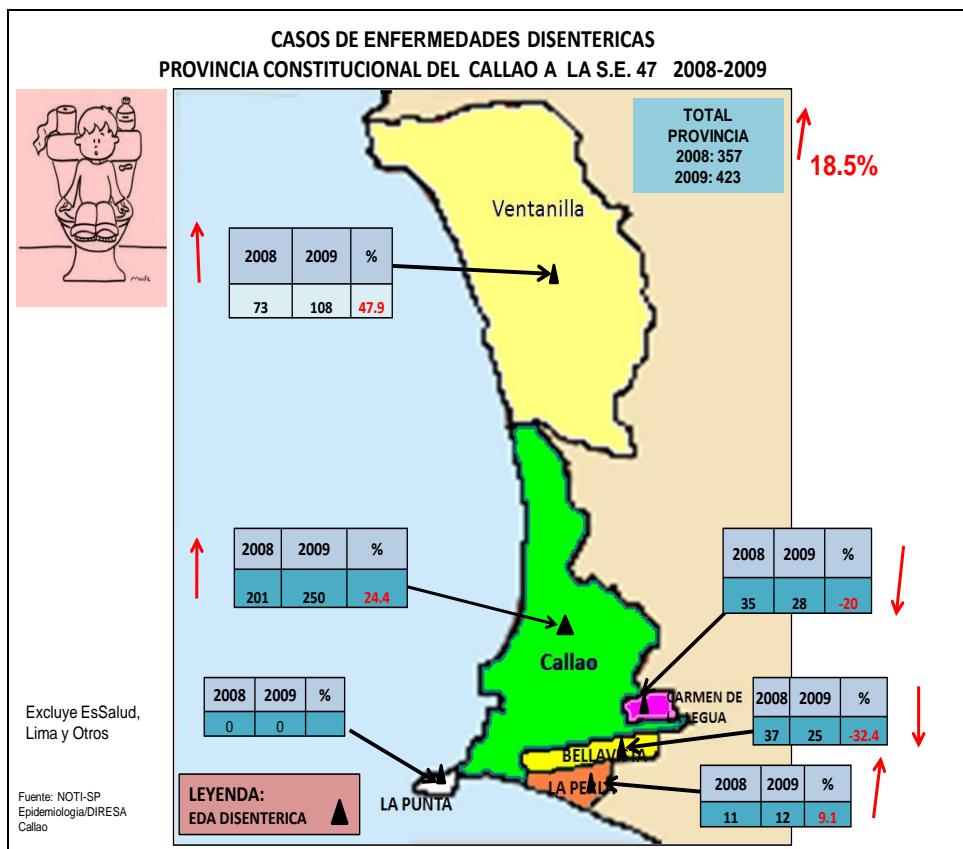 CASOS DE ENFERMEDADES DISENTERICAS
PROVINCIA CONSTITUCIONAL DEL CALLAO A LA S.E. 47 2008-2009
TOTAL
PROVINCIA
2008: 357
2009: 423
18.5%
Ventanilla
2008 2009 %
73 108 47.9
2008 2009 %
201 250 24.4
2008 2009 %
35 28 -20
Callao
CARMEN DE
LA LEGUA
2008 2009 %
0 0
2008 2009 %
37 25 -32.4
BELLAVISTA
LA PERLA
LA PUNTA
2008 2009 %
11 12 9.1
Excluye EsSalud,
Lima y Otros
LEYENDA:
EDA DISENTERICA
Fuente: NOTI-SP
Epidemiologia/DIRESA
Callao